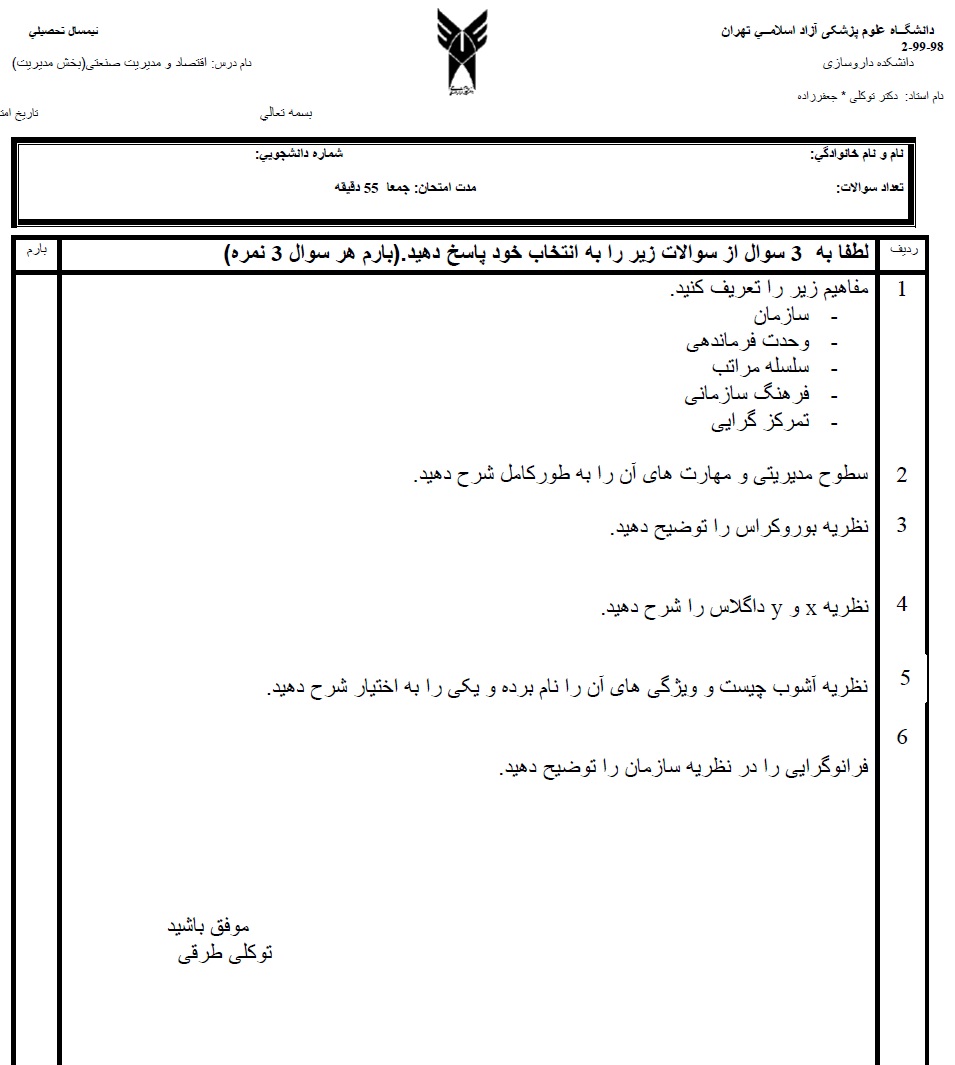 دانشگـاه علوم پزشکی آزاد اسلامـي تهران
نیمسال تحصیلي
2-99-98
دانشکده داروسازی
نام درس: اقتصاد و مدیریت صنعتی(بخش مدیریت)
نام استاد: دکتر توکلی * جعفرزاده
بسمه تعالي
تاریخ امت
نام و نام خانوادگي:
شماره دانشجویي:
تعداد سوالات:
مدت امتحان: جمعا 55 دقیقه
ردیف
لطفا به 3 سوال از سوالات زیر را به انتخاب خود پاسخ دهید.(بارم هر سوال 3 نمره)
بارم
1 مفاهیم زیر را تعریف کنید.
- سازمان
- وحدت فرماندهی
- سلسله مراتب
- فرهنگ سازمانی
- تمرکز گرایی
2 سطوح مدیریتی و مهارت های آن را به طورکامل شرح دهید.
3 نظریه بوروکراس را توضیح دهید.
4 نظریه x و y داگلاس را شرح دهید.
5 نظریه آشوب چیست و ویژگی های آن را نام برده و یکی را به اختیار شرح دهید.
6
فرانوگرایی را در نظریه سازمان را توضیح دهید.
موفق باشید
توکلی طرقی